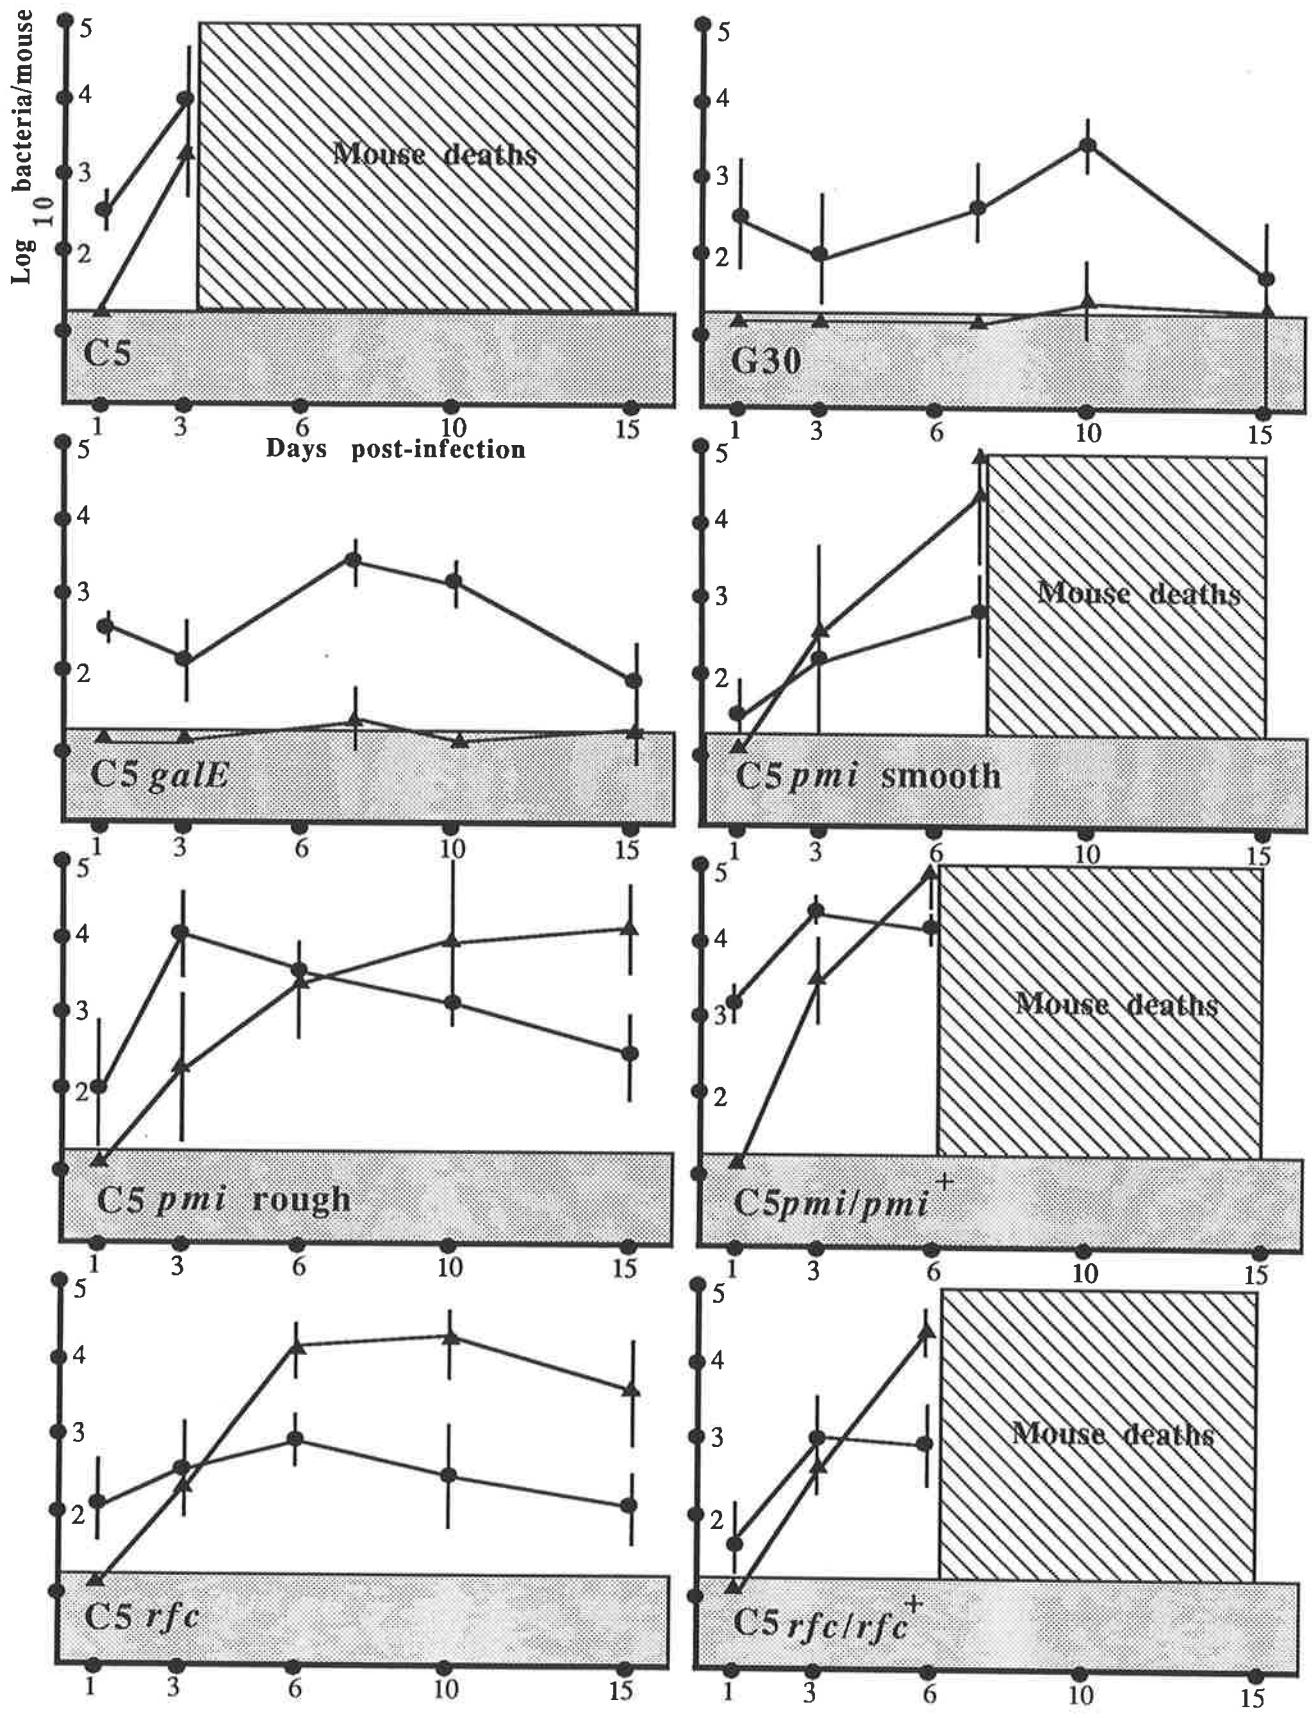 Log 10 bacteria/mouse
5
4
3
2
Mouse deaths
C5
1 3 6 10 15
Days post-infection
5
4
3
2
G30
1 3 6 10 15
5
4
3
2
C5 galE
1 3 6 10 15
5
4
3
2
Mouse deaths
C5 pmi smooth
1 3 6 10 15
5
4
3
2
C5 pmi rough
1 3 6 10 15
5
4
3
2
Mouse deaths
C5pmi/pmi+
1 3 6 10 15
5
4
3
2
C5 rfc
1 3 6 10 15
5
4
3
2
Mouse deaths
C5 rfc/rfc+
1 3 6 10 15